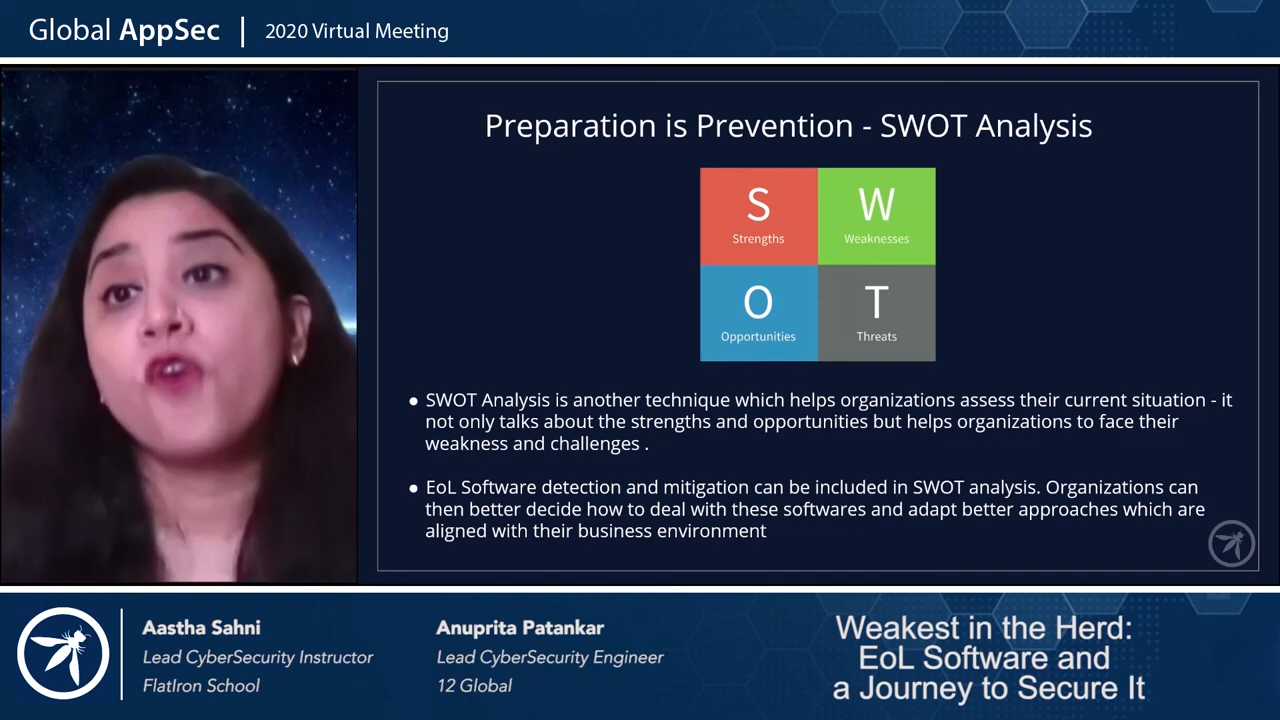 Global AppSec | 2020 Virtual Meeting
Preparation is Prevention - SWOT Analysis
S
Strengths
W
Weaknesses
O
Opportunities
T
Threats
● SWOT Analysis is another technique which helps organizations assess their current situation - it
not only talks about the strengths and opportunities but helps organizations to face their
weakness and challenges .
● EoL Software detection and mitigation can be included in SWOT analysis. Organizations can
then better decide how to deal with these softwares and adapt better approaches which are
aligned with their business environment
Aastha Sahni
Lead CyberSecurity Instructor
FlatIron School
Anuprita Patankar
Lead CyberSecurity Engineer
12 Global
Weakest in the Herd:
EoL Software and
a Journey to Secure It